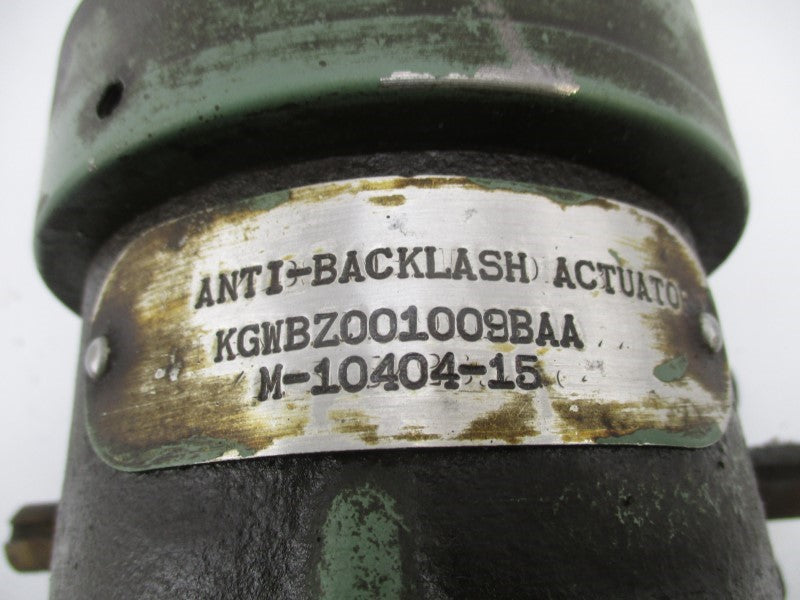 ANTI-BACKLASH ACTUATO
KGWBZ001009BAA
M-10404-15